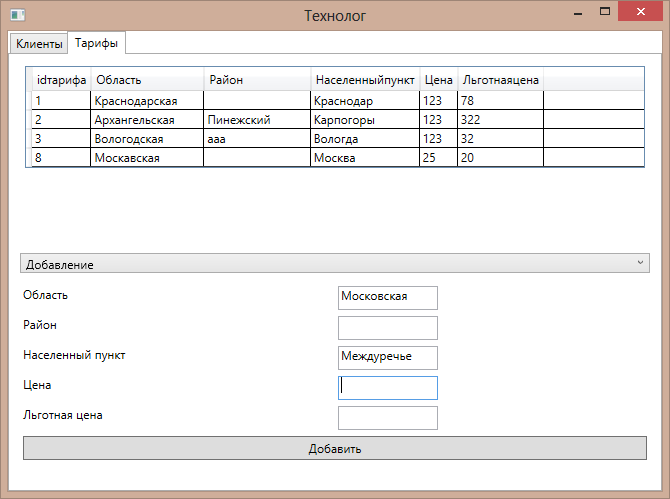 Технолог
Клиенты Тарифы
idтарифа Область Район Населенныйпункт Цена Льготнаяцена
1 Краснодарская Краснодар 123 78
2 Архангельская Пинежский Карпогоры 123 322
3 Вологодская ааа Вологда 123 32
8 Москавская Москва 25 20
Добавление
Область Московская
Район
Населенный пункт Междуречье
Цена
Льготная цена
Добавить